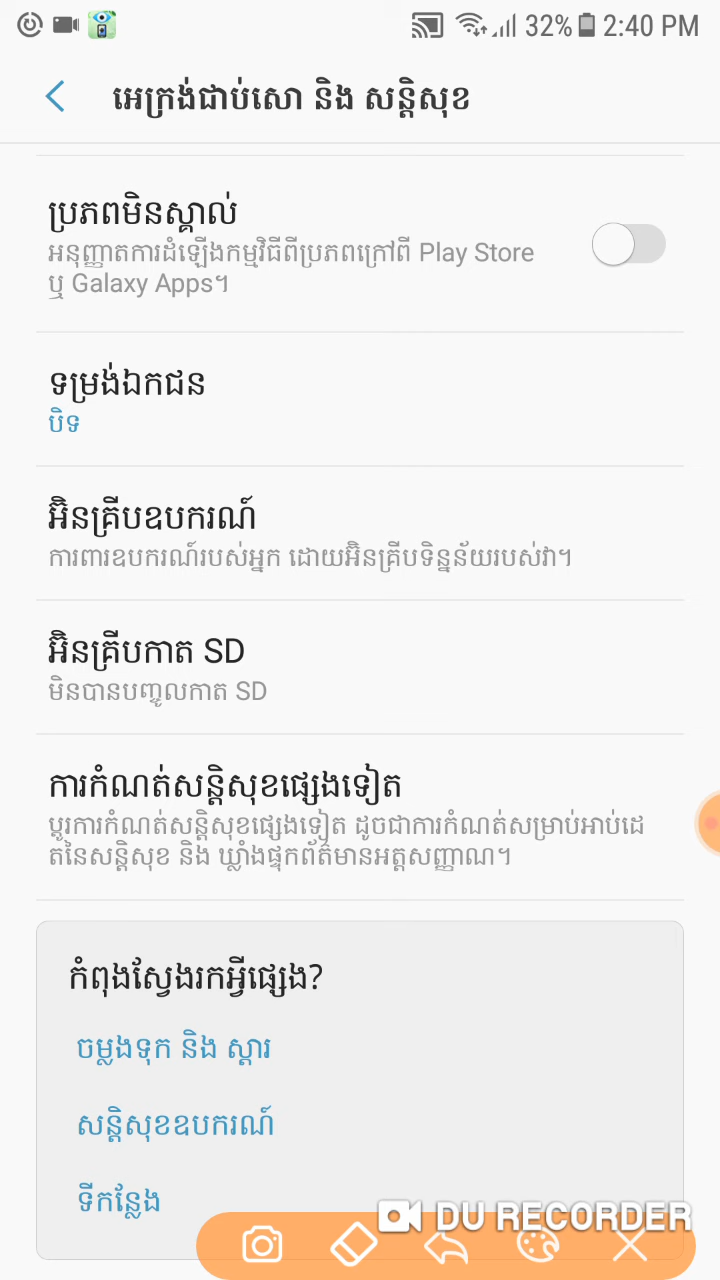 32% 2:40 PM
អេក្រង់ជាប់សោ និង សន្តិសុខ
ប្រភពមិនស្គាល់
អនុញ្ញាតការដំឡើងកម្មវិធីពីប្រភពក្រៅពី Play Store
ឬ Galaxy Apps។
ទម្រង់ឯកជន
បិទ
អ៊ិនគ្រីបឧបករណ៍
ការពារឧបករណ៍របស់អ្នក ដោយអ៊ិនគ្រីបទិន្នន័យរបស់វា។
អ៊ិនគ្រីបកាត SD
មិនបានបញ្ចូលកាត SD
ការកំណត់សន្តិសុខផ្សេងទៀត
ប្ដូរការកំណត់សន្តិសុខផ្សេងទៀត ដូចជាការកំណត់សម្រាប់អាប់ដេ
តនៃសន្តិសុខ និង ឃ្លាំងផ្ទុកព័ត៌មានអត្តសញ្ញាណ។
កំពុងស្វែងរកអ្វីផ្សេង?
ចម្លងទុក និង ស្ដារ
សន្តិសុខឧបករណ៍
ទីកន្លែង
DU RECORDER